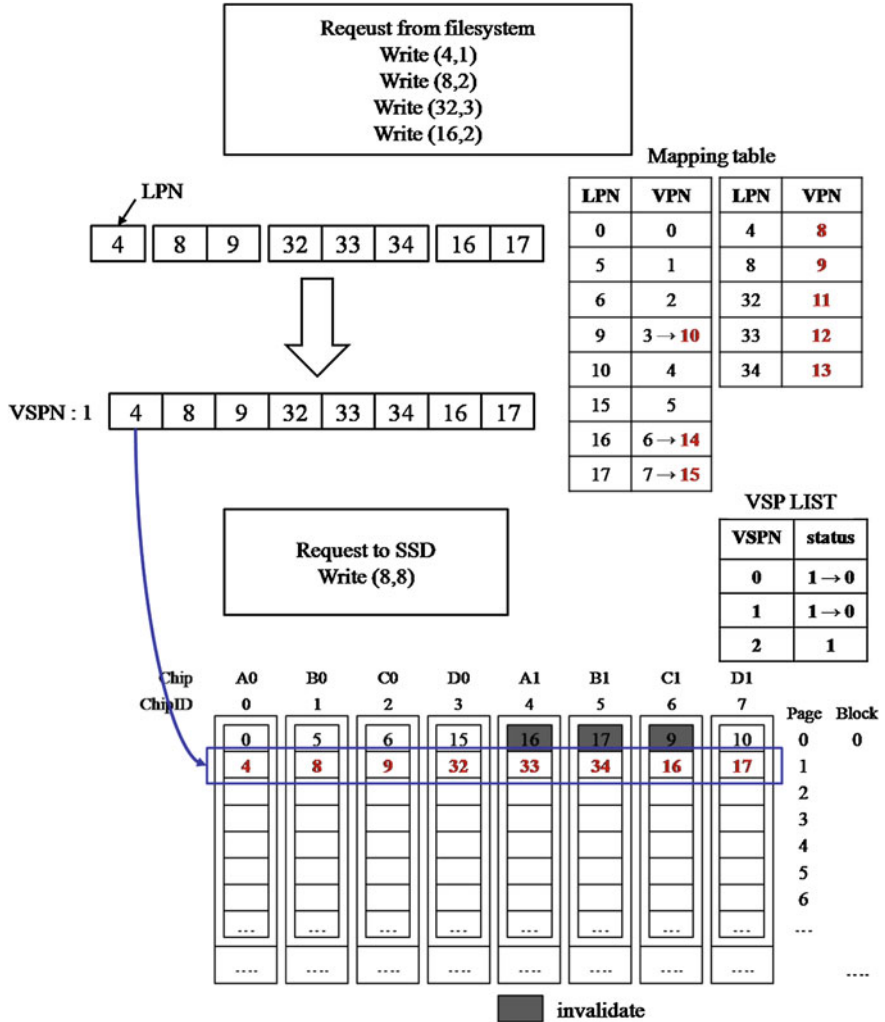 Reqeust from filesystem
Write (4,1)
Write (8,2)
Write (32,3)
Write (16,2)
LPN
4 8 9 32 33 34 16 17
VSPN : 1 4 8 9 32 33 34 16 17
Mapping table
LPN VPN LPN VPN
0 0 4 8
5 1 8 9
6 2 32 11
9 3 → 10 33 12
10 4 34 13
15 5
16 6 → 14
17 7 → 15
Request to SSD
Write (8,8)
VSP LIST
VSPN status
0 1 → 0
1 1 → 0
2 1
Chip A0 B0 C0 D0 A1 B1 C1 D1
ChipID 0 1 2 3 4 5 6 7 Page Block
0 5 6 15 16 17 9 10 0 0
4 8 9 32 33 34 16 17 1
2
3
4
5
6
... ... ... ... ... ... ... ... ...
.... .... .... .... .... .... .... .... ....
invalidate